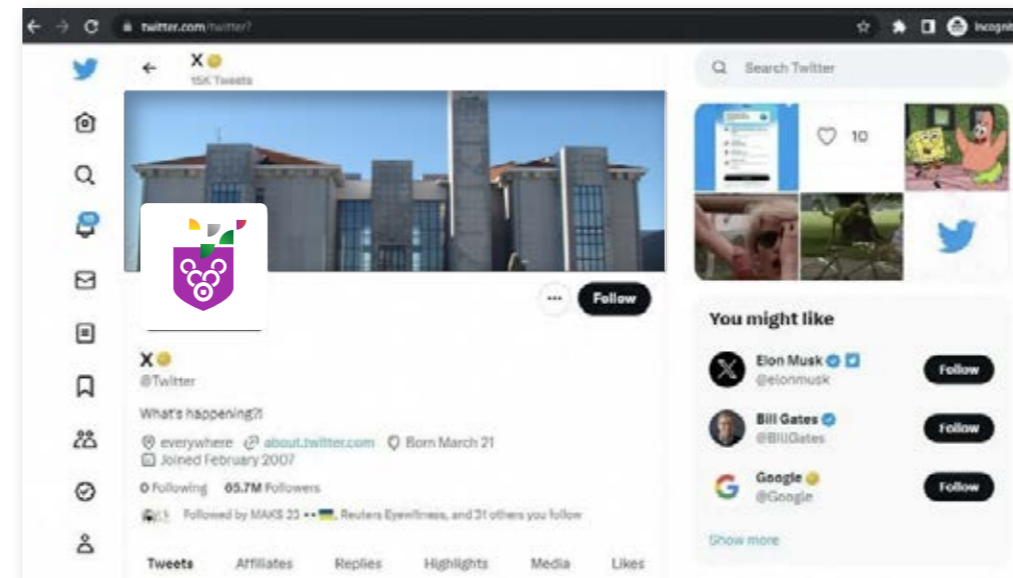 twitter.com/twitter?
Incognit
X
15K Tweets
Search Twitter
10
Follow
You might like
X
@Twitter
Elon Musk
@elonmusk
Follow
What's happening?!
Bill Gates
@BillGates
Follow
everywhere about.twitter.com Born March 21
Joined February 2007
0 Following 65.7M Followers
Google
@Google
Follow
Followed by MAKS 23, Reuters Eyewitness, and 31 others you follow
Show more
Tweets Affiliates Replies Highlights Media Likes